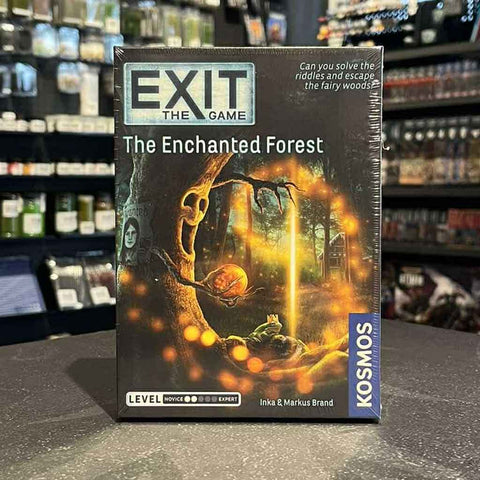 EXIT
THE GAME
Can you solve the
riddles and escape
the fairy woods?
The Enchanted Forest
LEVEL NOVICE EXPERT
Inka & Markus Brand
KOSMOS